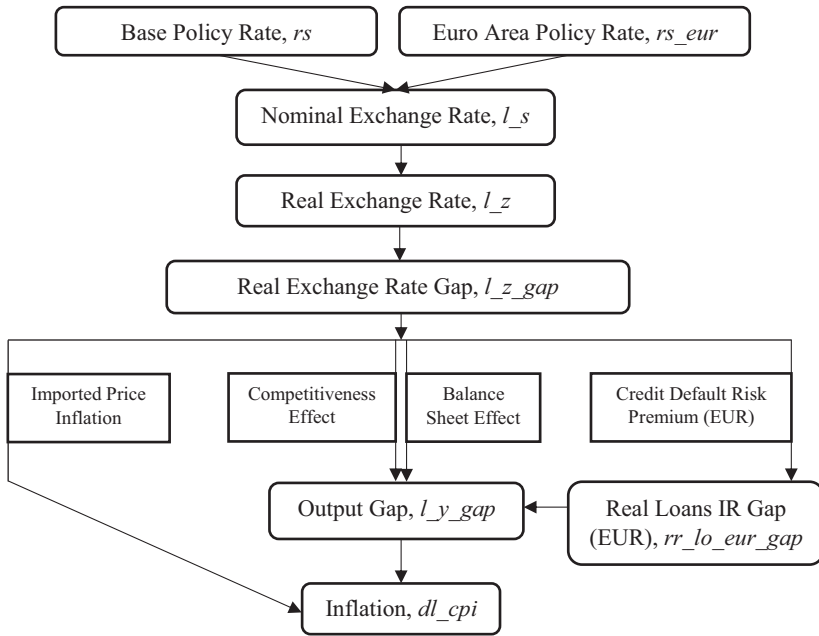 Base Policy Rate, rs
Euro Area Policy Rate, rs_eur
Nominal Exchange Rate, l_s
Real Exchange Rate, l_z
Real Exchange Rate Gap, l_z_gap
Imported Price
Inflation
Competitiveness
Effect
Balance
Sheet Effect
Credit Default Risk
Premium (EUR)
Output Gap, l_y_gap
Real Loans IR Gap
(EUR), rr_lo_eur_gap
Inflation, dl_cpi